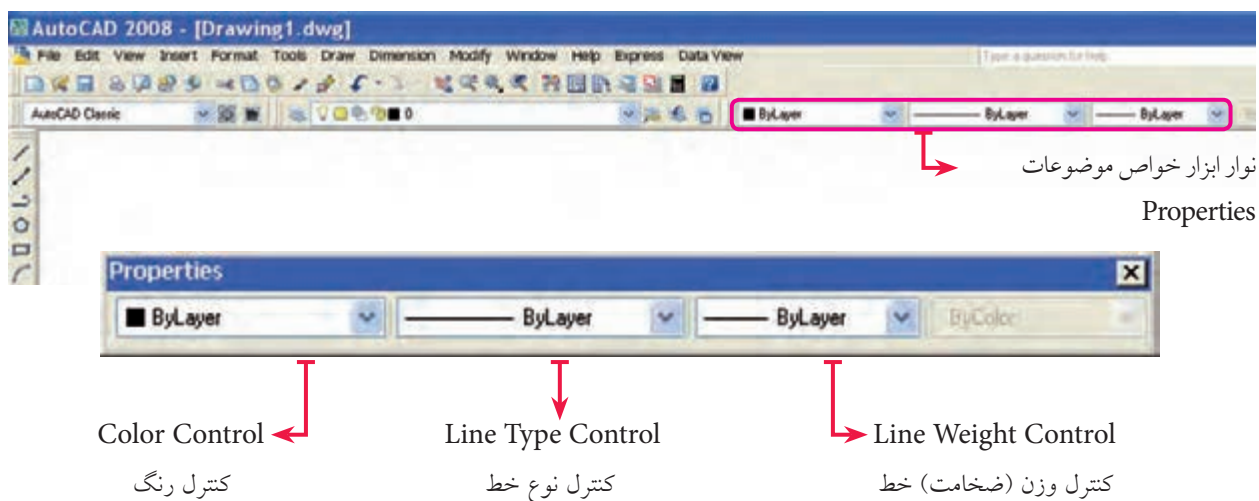 AutoCAD 2008 - [Drawing1.dwg]
File Edit View Insert Format Tools Draw Dimension Modify Window Help Express Data View
Type a question for help
AutoCAD Classic 0 ByLayer ByLayer ByLayer
نوار ابزار خواص موضوعات
Properties
Properties
ByLayer ByLayer ByLayer ByColor
Color Control Line Type Control Line Weight Control
کنترل رنگ کنترل نوع خط کنترل وزن (ضخامت) خط